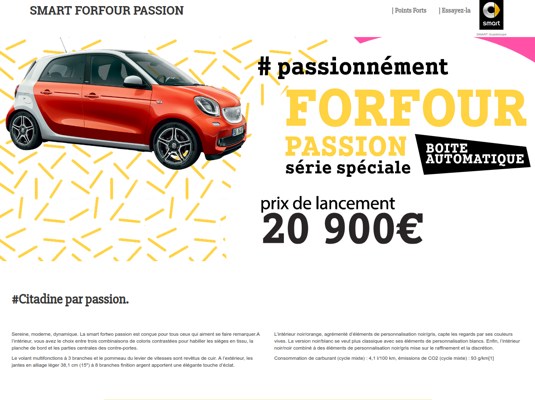 SMART FORFOUR PASSION
| Points Forts
| Essayez-la
smart
# passionnément
FORFOUR
PASSION
série spéciale
BOITE
AUTOMATIQUE
prix de lancement
20 900€
#Citadine par passion.
Sereine, moderne, dynamique. La smart fortwo passion est conçue pour tous ceux qui aiment se faire remarquer.A
l'intérieur, vous avez le choix entre trois combinaisons de coloris contrastées pour habiller les sièges en tissu, la
planche de bord et les parties centrales des contre-portes.
Le volant multifonctions à 3 branches et le pommeau du levier de vitesses sont revêtus de cuir. A l'extérieur, les
jantes en alliage léger 38,1 cm (15") à 8 branches finition argent apportent une élégante touche d'éclat.
L'intérieur noir/orange, agrémenté d'éléments de personnalisation noir/gris, capte les regards par ses couleurs
vives. La version noir/blanc se veut plus classique avec ses éléments de personnalisation blancs. Enfin, l'intérieur
noir/noir combiné à des éléments de personnalisation noir/gris mise sur le raffinement et la discrétion.
Consommation de carburant (cycle mixte) : 4,1 l/100 km, émissions de CO2 (cycle mixte) : 93 g/km[1]